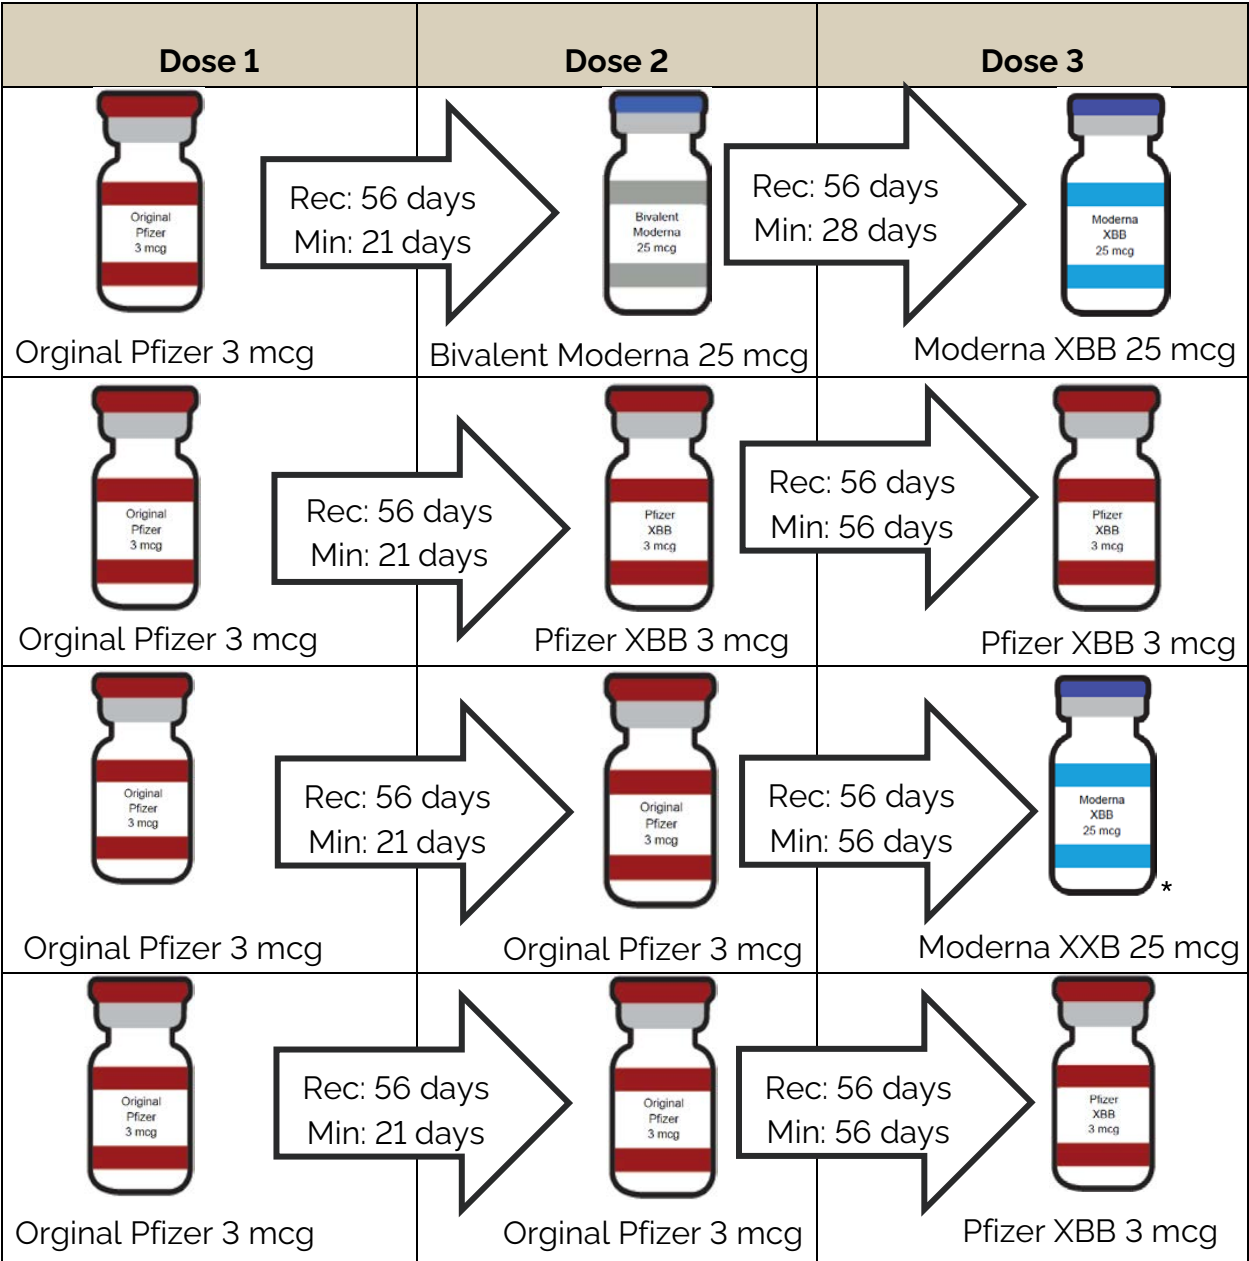 Dose 1
Dose 2
Dose 3
Original
Pfizer
3 mcg
Rec: 56 days
Min: 21 days
Bivalent
Moderna
25 mcg
Rec: 56 days
Min: 28 days
Moderna
XBB
25 mcg
Orginal Pfizer 3 mcg
Bivalent Moderna 25 mcg
Moderna XBB 25 mcg
Original
Pfizer
3 mcg
Rec: 56 days
Min: 21 days
Pfizer
XBB
3 mcg
Rec: 56 days
Min: 56 days
Pfizer
XBB
3 mcg
Orginal Pfizer 3 mcg
Pfizer XBB 3 mcg
Pfizer XBB 3 mcg
Original
Pfizer
3 mcg
Rec: 56 days
Min: 21 days
Original
Pfizer
3 mcg
Rec: 56 days
Min: 56 days
Moderna
XBB
25 mcg
*
Orginal Pfizer 3 mcg
Orginal Pfizer 3 mcg
Moderna XXB 25 mcg
Original
Pfizer
3 mcg
Rec: 56 days
Min: 21 days
Original
Pfizer
3 mcg
Rec: 56 days
Min: 56 days
Pfizer
XBB
3 mcg
Orginal Pfizer 3 mcg
Orginal Pfizer 3 mcg
Pfizer XBB 3 mcg